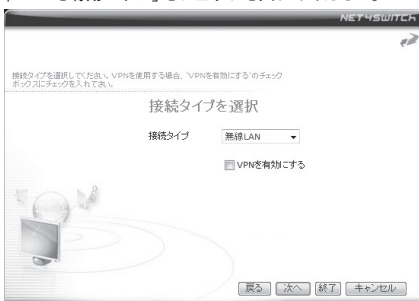 NET4SWITCH
接続タイプを選択してください。VPNを使用する場合、'VPNを有効にする'のチェック
ボックスにチェックを入れて さい。
接続タイプを選択
接続タイプ 無線LAN
VPNを有効にする
戻る 次へ 終了 キャンセル